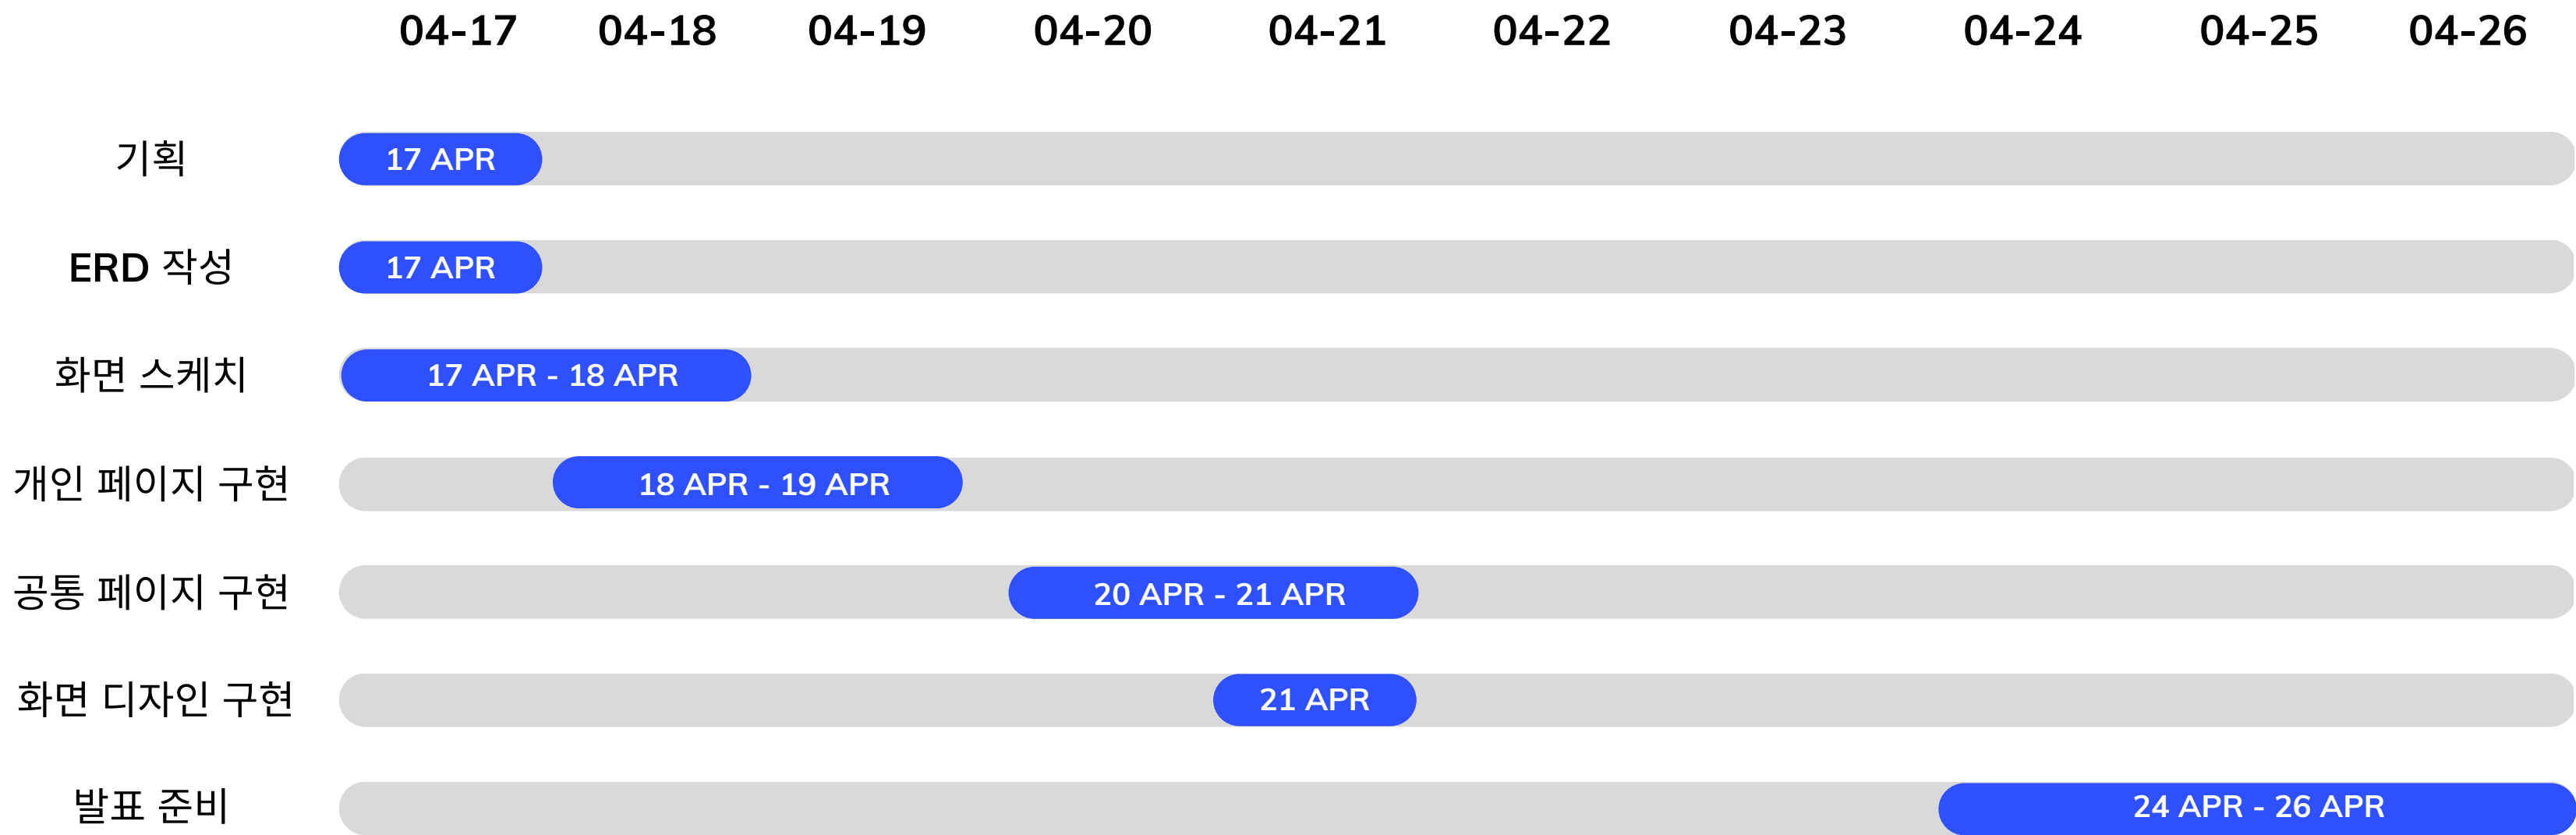 04-17 04-18 04-19 04-20 04-21 04-22 04-23 04-24 04-25 04-26
기획 17 APR
ERD 작성 17 APR
화면 스케치 17 APR - 18 APR
개인 페이지 구현 18 APR - 19 APR
공통 페이지 구현 20 APR - 21 APR
화면 디자인 구현 21 APR
발표 준비 24 APR - 26 APR